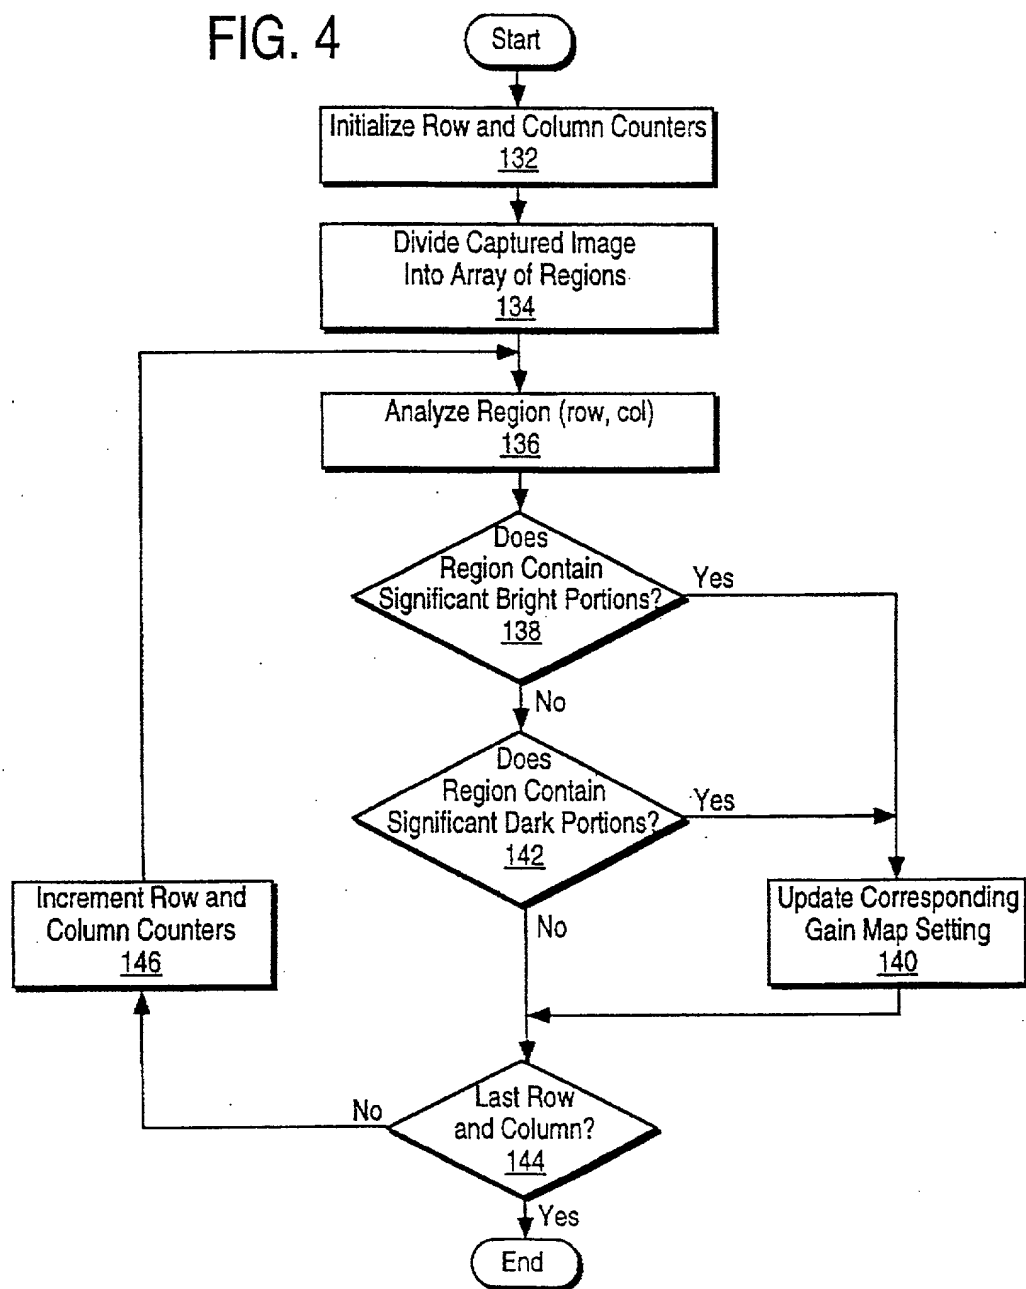 FIG. 4
Start
Initialize Row and Column Counters
132
Divide Captured Image
Into Array of Regions
134
Analyze Region (row, col)
136
Does
Region Contain
Significant Bright Portions?
138
Yes
No
Does
Region Contain
Significant Dark Portions?
142
Yes
No
Increment Row and
Column Counters
146
Update Corresponding
Gain Map Setting
140
Last Row
and Column?
144
No
Yes
End